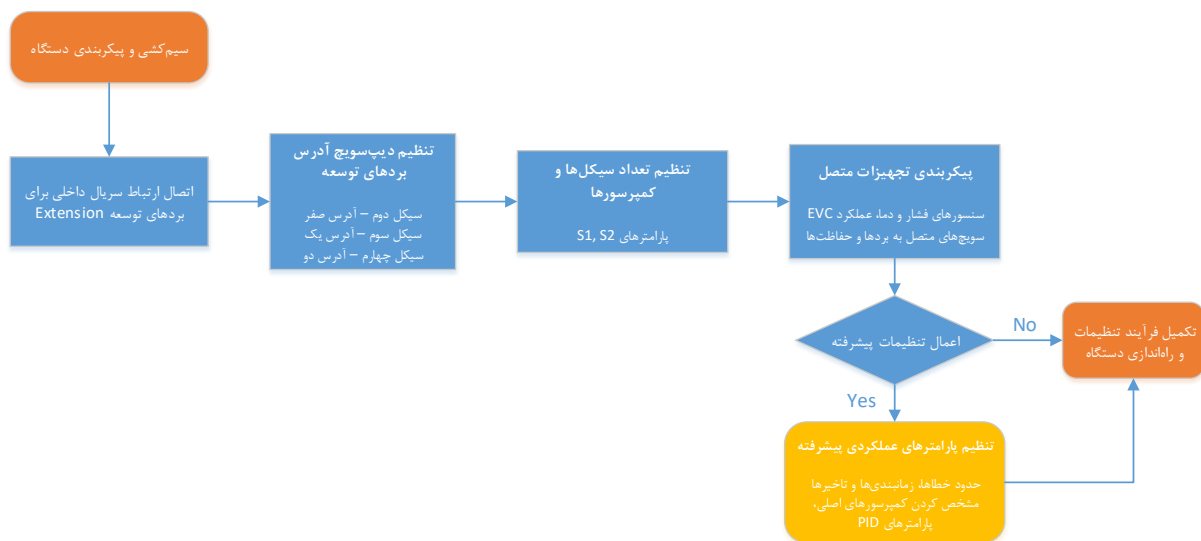 سیم‌کشی و پیکربندی دستگاه
اتصال ارتباط سریال داخلی برای
بردهای توسعه Extension
تنظیم دیپ‌سویچ آدرس
بردهای توسعه
سیکل دوم – آدرس صفر
سیکل سوم – آدرس یک
سیکل چهارم – آدرس دو
تنظیم تعداد سیکل‌ها و
کمپرسورها
پارامترهای S1, S2
پیکربندی تجهیزات متصل
سنسورهای فشار و دما، عملکرد EVC
سویچ‌های متصل به بردها و حفاظت‌ها
اعمال تنظیمات پیشرفته
No
تکمیل فرآیند تنظیمات
و راه‌اندازی دستگاه
Yes
تنظیم پارامترهای عملکردی پیشرفته
حدود خطاها، زمانبندی‌ها و تاخیرها
مشخص کردن کمپرسورهای اصلی،
پارامترهای PID